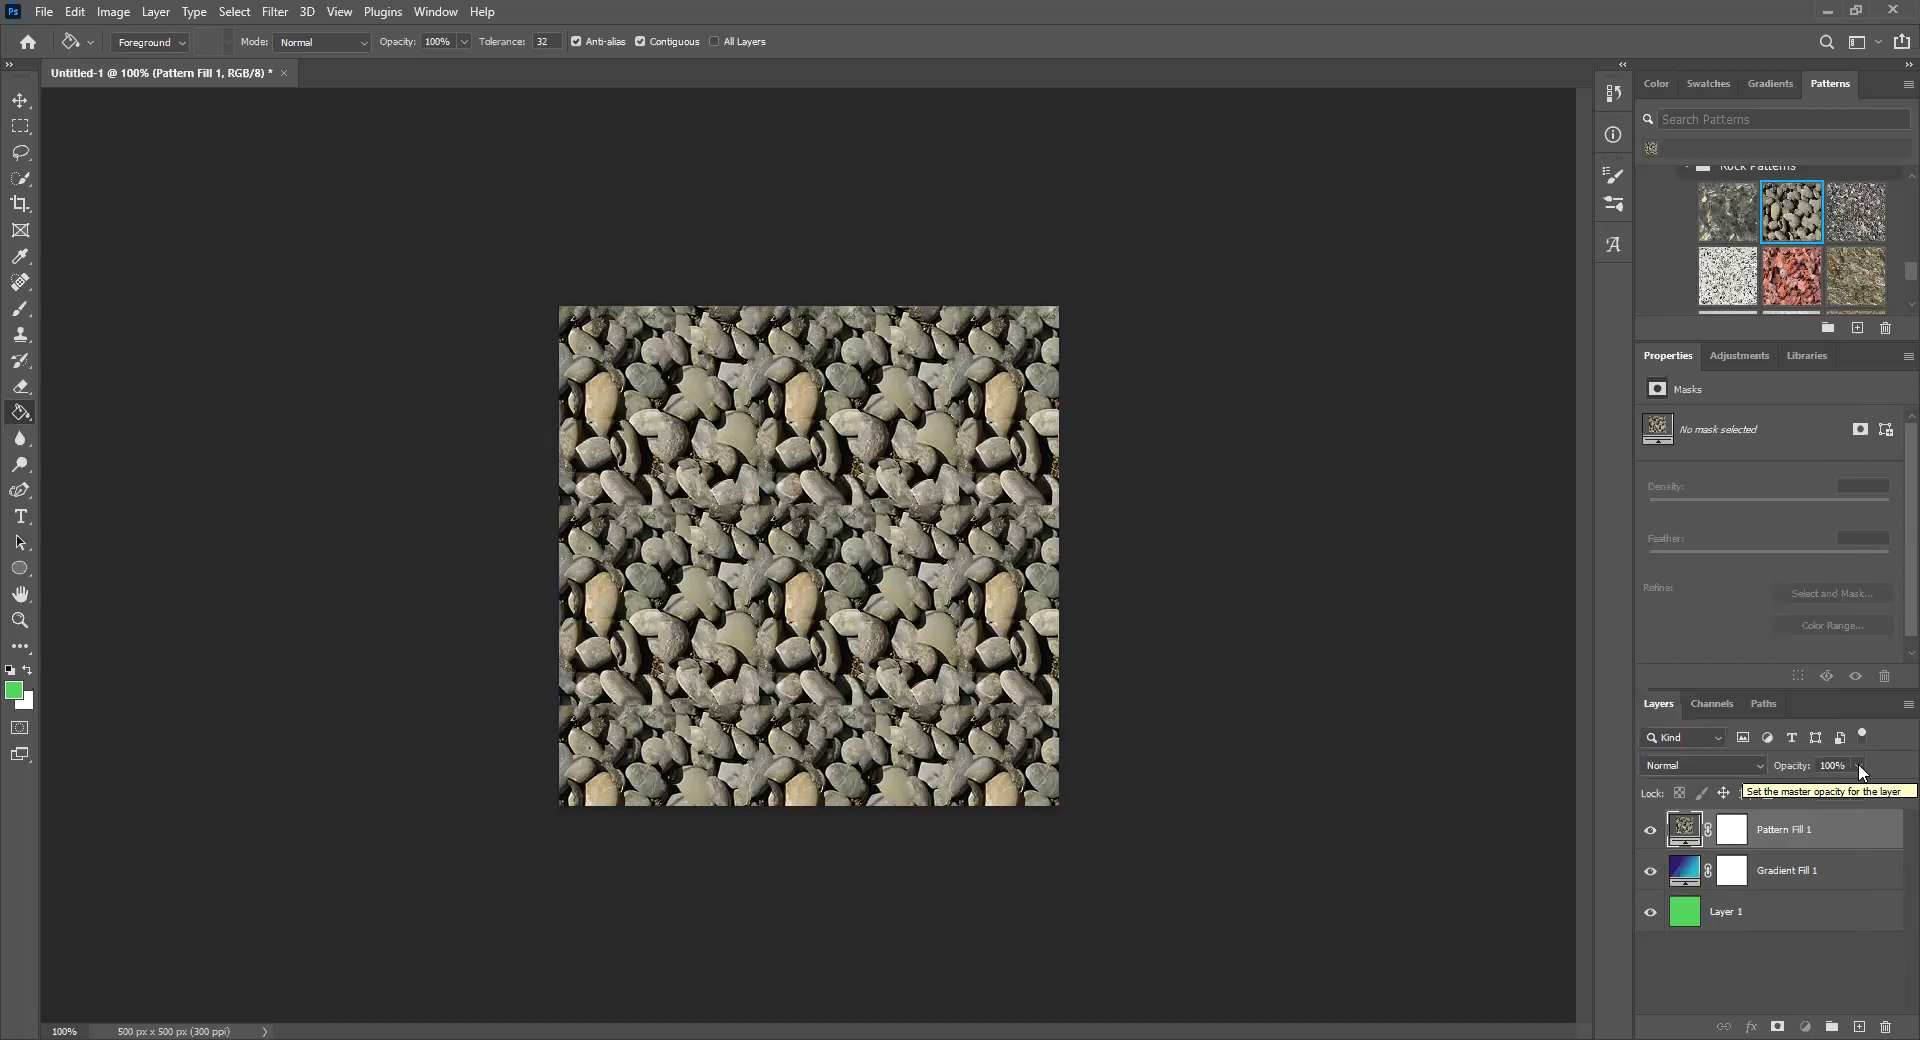 Ps File Edit Image Layer Type Select Filter 3D View Plugins Window Help
Foreground Mode: Normal Opacity: 100% Tolerance: 32 Anti-alias Contiguous All Layers
Untitled-1 @ 100% (Pattern Fill 1, RGB/8) * ×
Color Swatches Gradients Patterns
Search Patterns
Rock Patterns
Properties Adjustments Libraries
Masks
No mask selected
Density:
Feather:
Refine:
Select and Mask...
Color Range...
Layers Channels Paths
Kind
Normal Opacity: 100%
Lock:
Set the master opacity for the layer
Pattern Fill 1
Gradient Fill 1
Layer 1
fx
100% 500 px x 500 px (300 ppi)